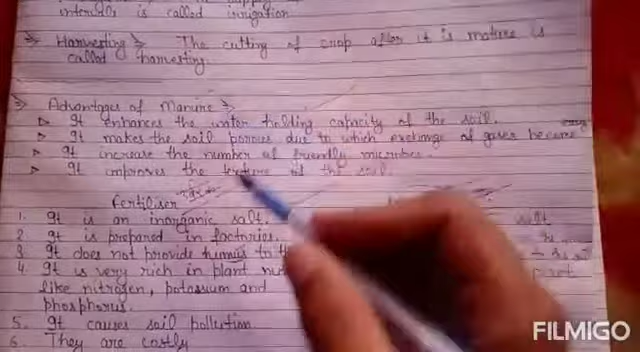 intervals is called irrigation
Harvesting The cutting of crop after it is mature is
called harvesting.
Advantages of Manure
It enhances the water holding capacity of the soil.
It makes the soil porous due to which exchange of gases become easy
It increase the number of friendly microbes.
It improves the texture of the soil.
Fertiliser
1. It is an inorganic salt.
2 It is prepared in factories.
3 It does not provide humus to th
4. It is very rich in plant nu
like nitrogen, potassium and
phosphorus.
5. It causes soil pollution
6. They are costly
FILMIGO